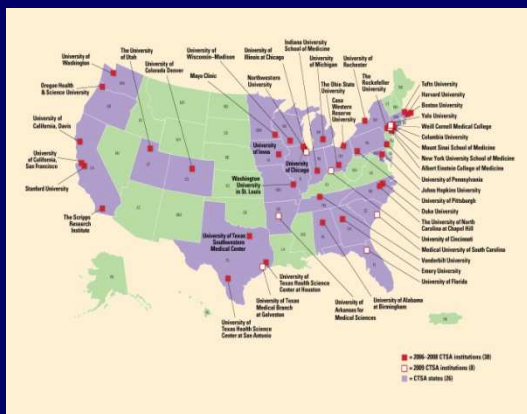 University of
Washington
Oregon Health
& Science University
The University
of Utah
University of
Colorado Denver
University of
Wisconsin–Madison
Mayo Clinic
Northwestern
University
University of
Illinois at Chicago
Indiana University
School of Medicine
University of
Michigan
The Ohio State
University
Case
Western
Reserve
University
University of
Rochester
The
Rockefeller
University
Tufts University
Harvard University
Boston University
Yale University
Weill Cornell Medical College
Columbia University
Mount Sinai School of Medicine
New York University School of Medicine
Albert Einstein College of Medicine
University of Pennsylvania
Johns Hopkins University
University of Pittsburgh
Duke University
The University of North
Carolina at Chapel Hill
University of Cincinnati
Medical University of South Carolina
Vanderbilt University
Emory University
University of Florida
University of
California, Davis
University of
California,
San Francisco
Stanford University
The Scripps
Research
Institute
University
of Iowa
University
of Chicago
Washington
University
in St. Louis
University of Texas
Southwestern
Medical Center
University of
Texas Health Science
Center at Houston
University of Texas
Medical Branch
at Galveston
University of
Texas Health Science
Center at San Antonio
University of
Arkansas for
Medical Sciences
University of Alabama
at Birmingham
= 2006–2008 CTSA institutions (38)
= 2009 CTSA institutions (8)
= CTSA states (26)